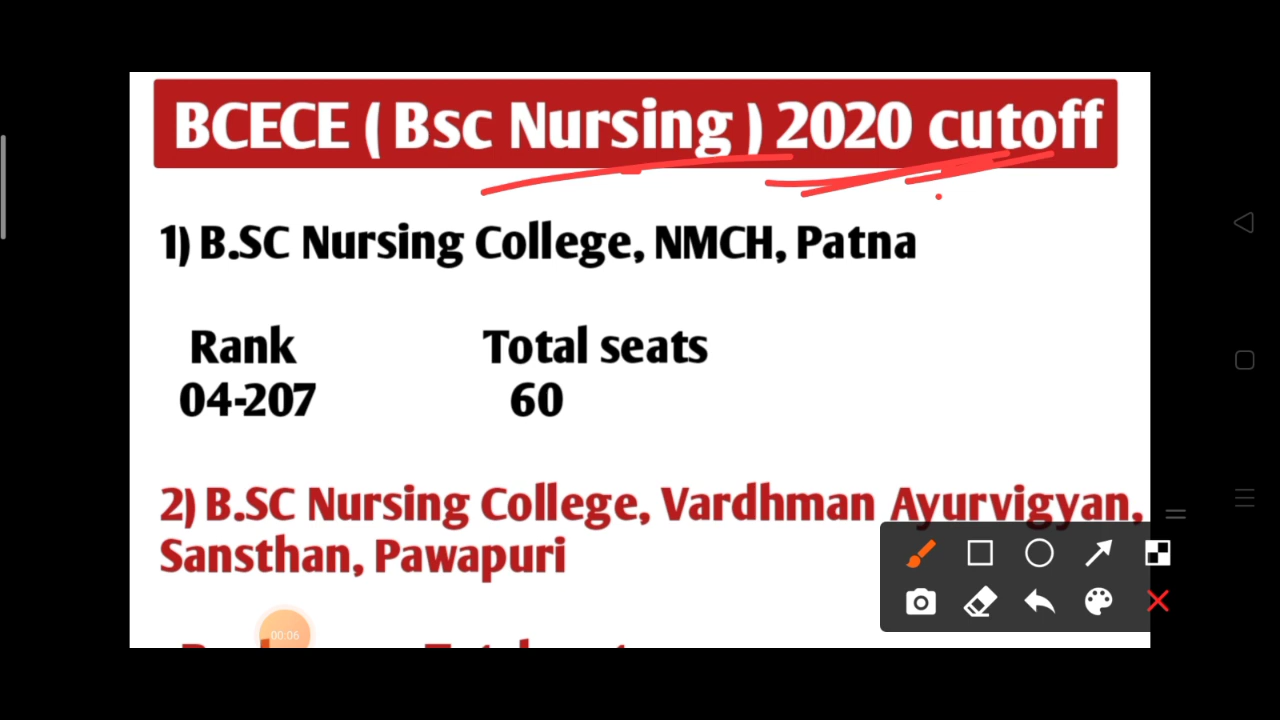 BCECE ( Bsc Nursing ) 2020 cutoff
1) B.SC Nursing College, NMCH, Patna
Rank Total seats
04-207 60
2) B.SC Nursing College, Vardhman Ayurvigyan,
Sansthan, Pawapuri
00:06